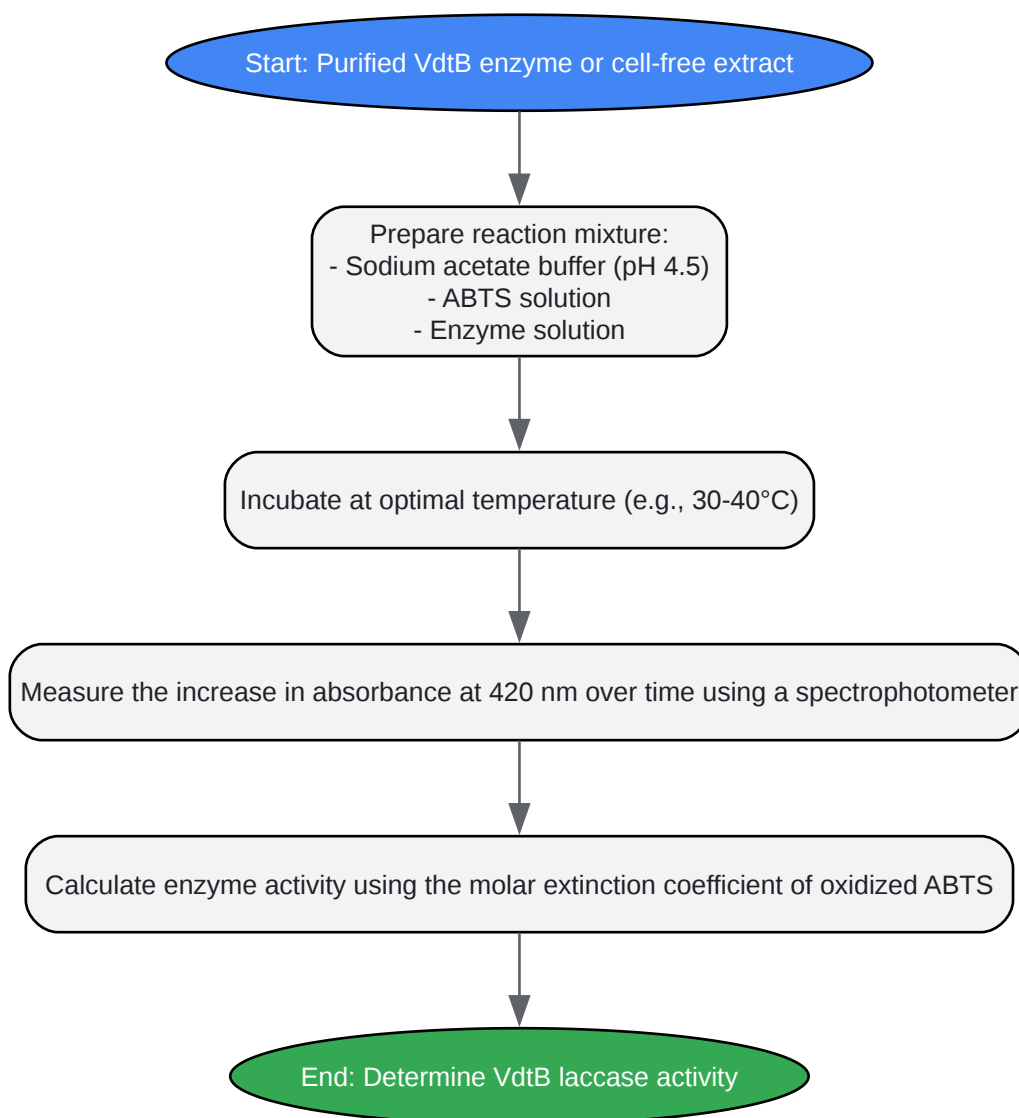 Start: Purified VdtB enzyme or cell-free extract
Prepare reaction mixture:
- Sodium acetate buffer (pH 4.5)
- ABTS solution
- Enzyme solution
Incubate at optimal temperature (e.g., 30-40°C)
Measure the increase in absorbance at 420 nm over time using a spectrophotometer
Calculate enzyme activity using the molar extinction coefficient of oxidized ABTS
End: Determine VdtB laccase activity